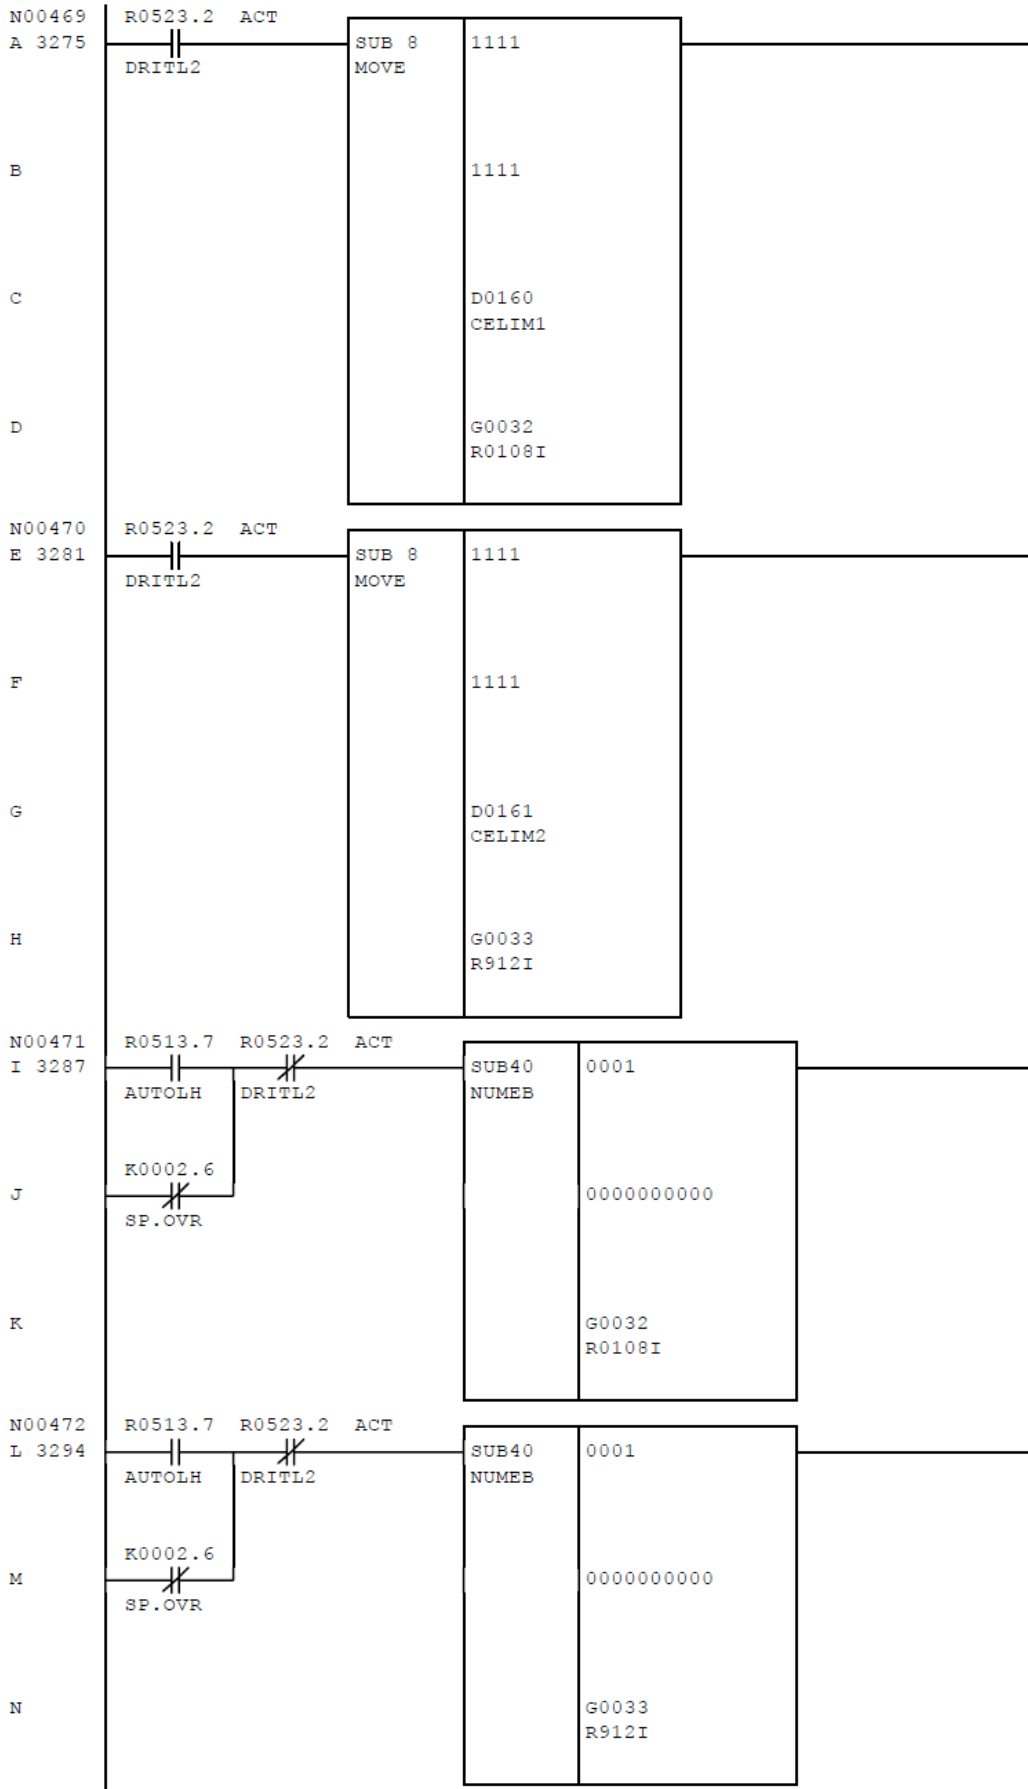 N00469 R0523.2 ACT
A 3275 SUB 8 1111
DRITL2 MOVE
B 1111
C D0160
CELIM1
D G0032
R0108I
N00470 R0523.2 ACT
E 3281 SUB 8 1111
DRITL2 MOVE
F 1111
G D0161
CELIM2
H G0033
R912I
N00471 R0513.7 R0523.2 ACT
I 3287 SUB40 0001
AUTOLH DRITL2 NUMEB
K0002.6
J 0000000000
SP.OVR
K G0032
R0108I
N00472 R0513.7 R0523.2 ACT
L 3294 SUB40 0001
AUTOLH DRITL2 NUMEB
K0002.6
M 0000000000
SP.OVR
N G0033
R912I